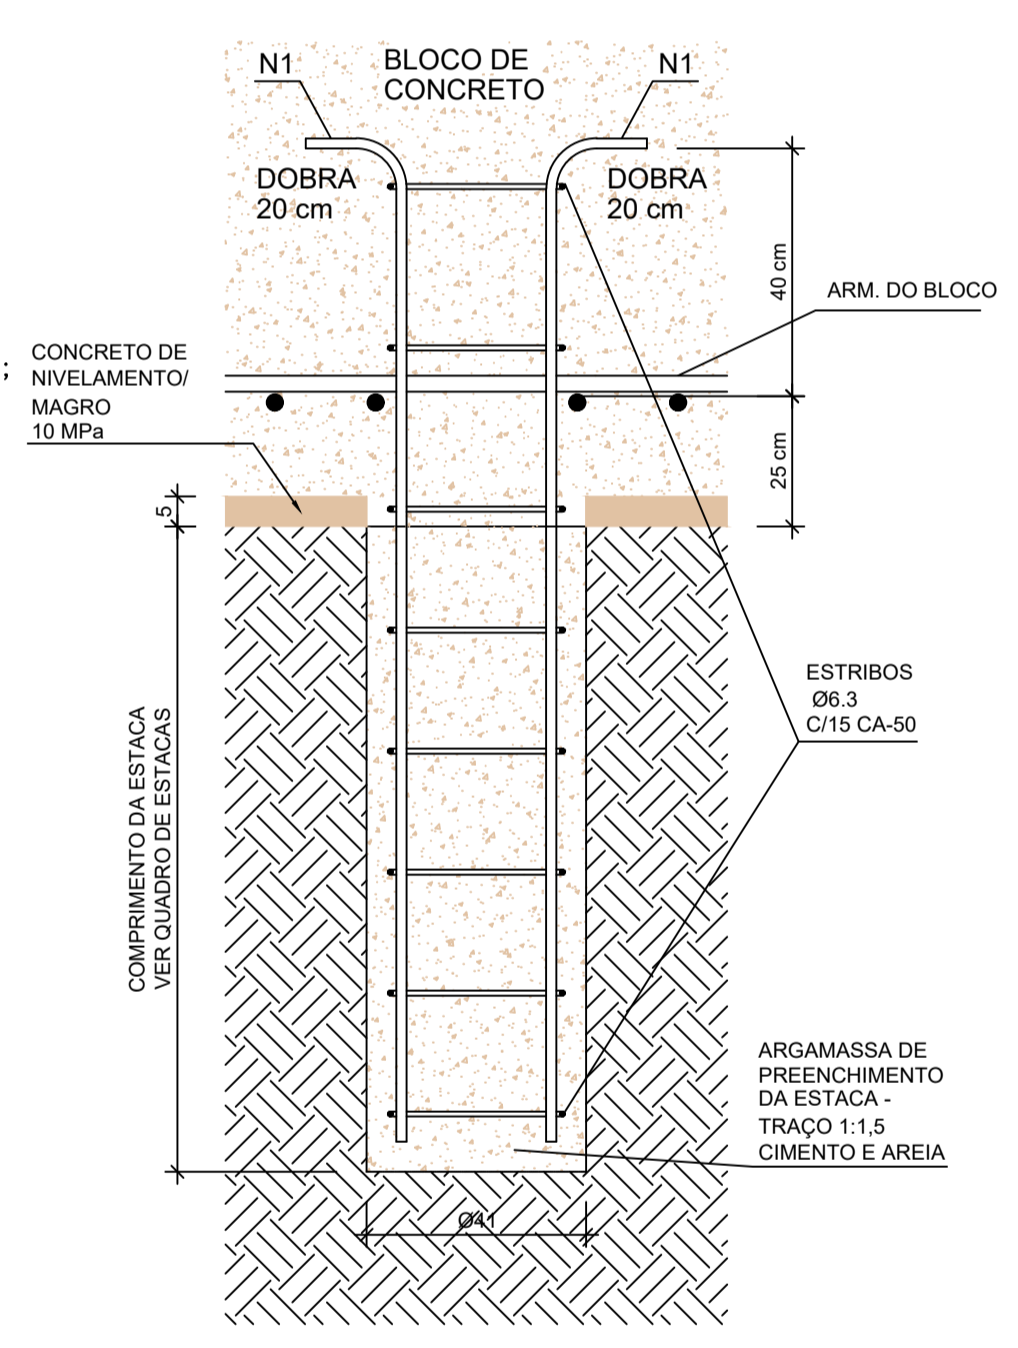 N1
BLOCO DE
CONCRETO
N1
DOBRA
20 cm
DOBRA
20 cm
40 cm
ARM. DO BLOCO
;
CONCRETO DE
NIVELAMENTO/
MAGRO
10 MPa
25 cm
5
ESTRIBOS
Ø6.3
C/15 CA-50
COMPRIMENTO DA ESTACA
VER QUADRO DE ESTACAS
ARGAMASSA DE
PREENCHIMENTO
DA ESTACA -
TRAÇO 1:1,5
CIMENTO E AREIA
Ø41